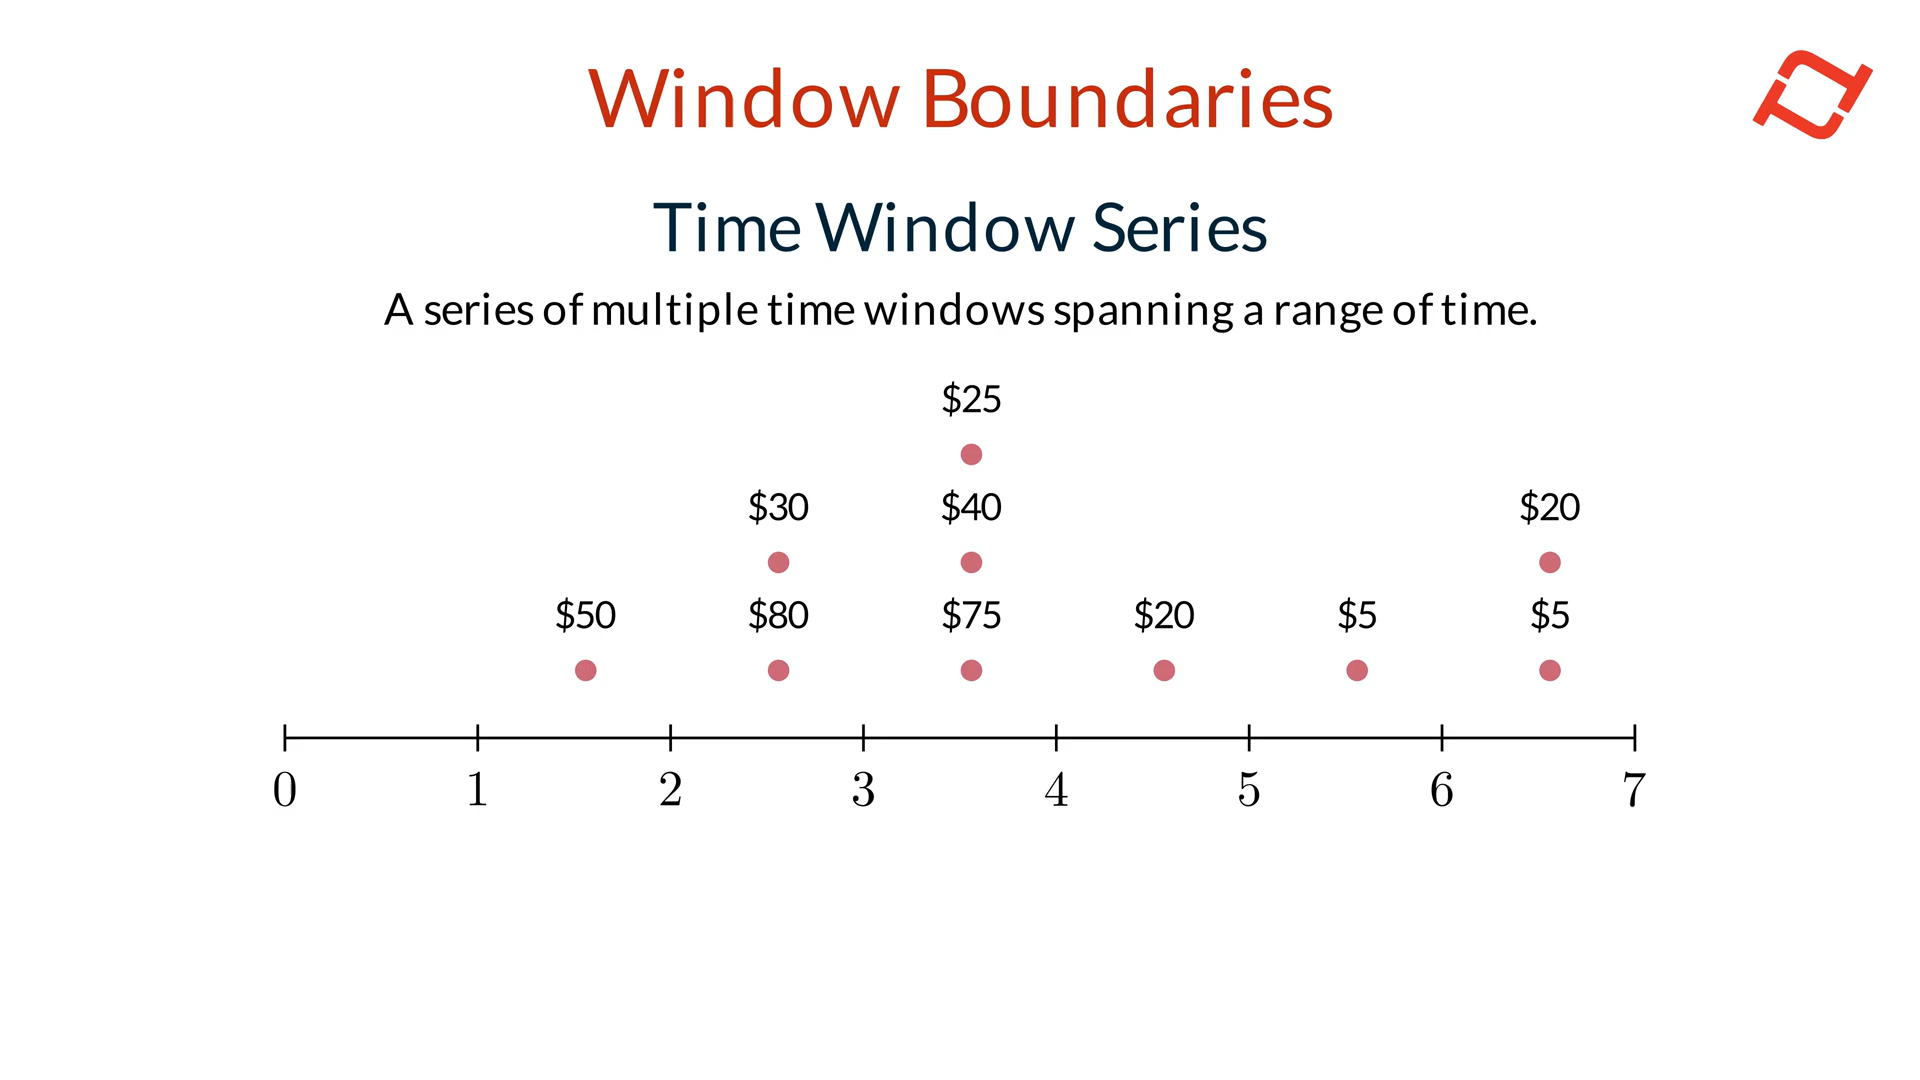 Window Boundaries
Time Window Series
A series of multiple time windows spanning a range of time.
$25
$30 $40 $20
$50 $80 $75 $20 $5 $5
0 1 2 3 4 5 6 7